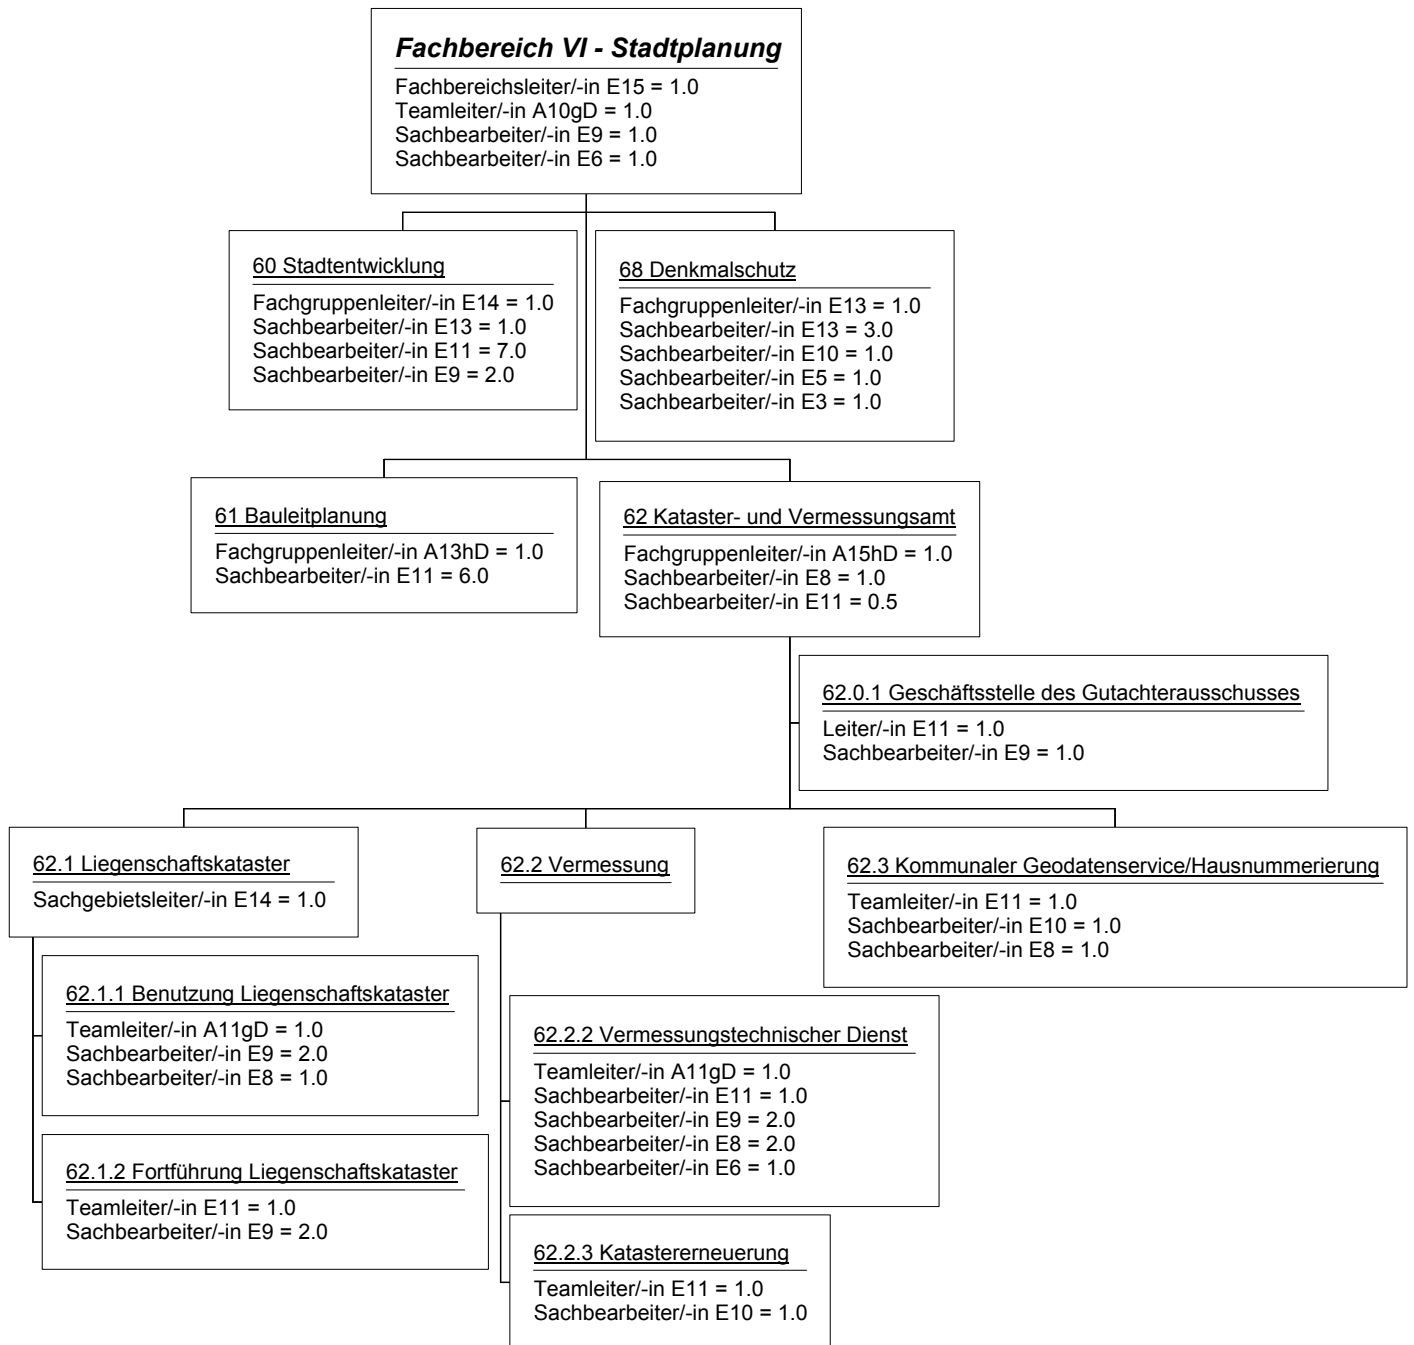 Fachbereich VI - Stadtplanung
Fachbereichsleiter/-in E15 = 1.0
Teamleiter/-in A10gD = 1.0
Sachbearbeiter/-in E9 = 1.0
Sachbearbeiter/-in E6 = 1.0
60 Stadtentwicklung
Fachgruppenleiter/-in E14 = 1.0
Sachbearbeiter/-in E13 = 1.0
Sachbearbeiter/-in E11 = 7.0
Sachbearbeiter/-in E9 = 2.0
68 Denkmalschutz
Fachgruppenleiter/-in E13 = 1.0
Sachbearbeiter/-in E13 = 3.0
Sachbearbeiter/-in E10 = 1.0
Sachbearbeiter/-in E5 = 1.0
Sachbearbeiter/-in E3 = 1.0
61 Bauleitplanung
Fachgruppenleiter/-in A13hD = 1.0
Sachbearbeiter/-in E11 = 6.0
62 Kataster- und Vermessungsamt
Fachgruppenleiter/-in A15hD = 1.0
Sachbearbeiter/-in E8 = 1.0
Sachbearbeiter/-in E11 = 0.5
62.0.1 Geschäftsstelle des Gutachterausschusses
Leiter/-in E11 = 1.0
Sachbearbeiter/-in E9 = 1.0
62.1 Liegenschaftskataster
Sachgebietsleiter/-in E14 = 1.0
62.2 Vermessung
62.3 Kommunaler Geodatenservice/Hausnummerierung
Teamleiter/-in E11 = 1.0
Sachbearbeiter/-in E10 = 1.0
Sachbearbeiter/-in E8 = 1.0
62.1.1 Benutzung Liegenschaftskataster
Teamleiter/-in A11gD = 1.0
Sachbearbeiter/-in E9 = 2.0
Sachbearbeiter/-in E8 = 1.0
62.1.2 Fortführung Liegenschaftskataster
Teamleiter/-in E11 = 1.0
Sachbearbeiter/-in E9 = 2.0
62.2.2 Vermessungstechnischer Dienst
Teamleiter/-in A11gD = 1.0
Sachbearbeiter/-in E11 = 1.0
Sachbearbeiter/-in E9 = 2.0
Sachbearbeiter/-in E8 = 2.0
Sachbearbeiter/-in E6 = 1.0
62.2.3 Katastererneuerung
Teamleiter/-in E11 = 1.0
Sachbearbeiter/-in E10 = 1.0